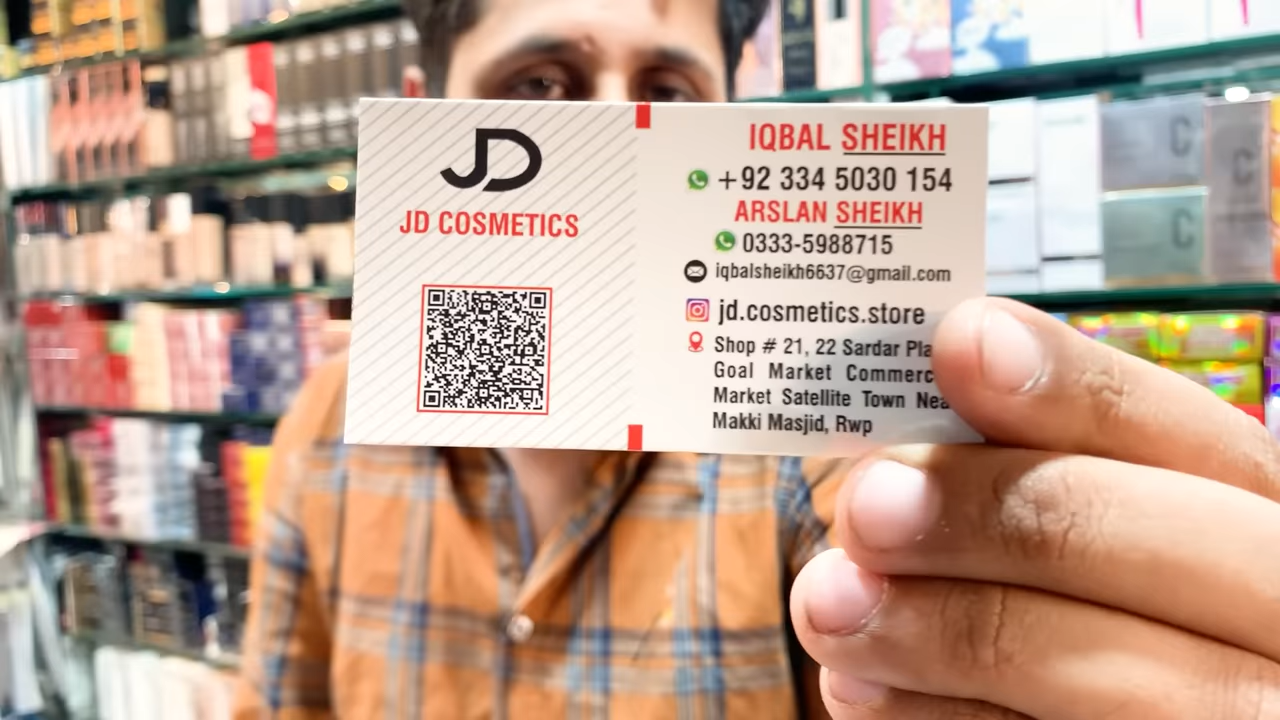 JD
JD COSMETICS
IQBAL SHEIKH
+92 334 5030 154
ARSLAN SHEIKH
0333-5988715
iqbalsheikh6637@gmail.com
jd.cosmetics.store
Shop # 21, 22 Sardar
Goal Market
Market Satellite Town
Makki Masjid, Rwp